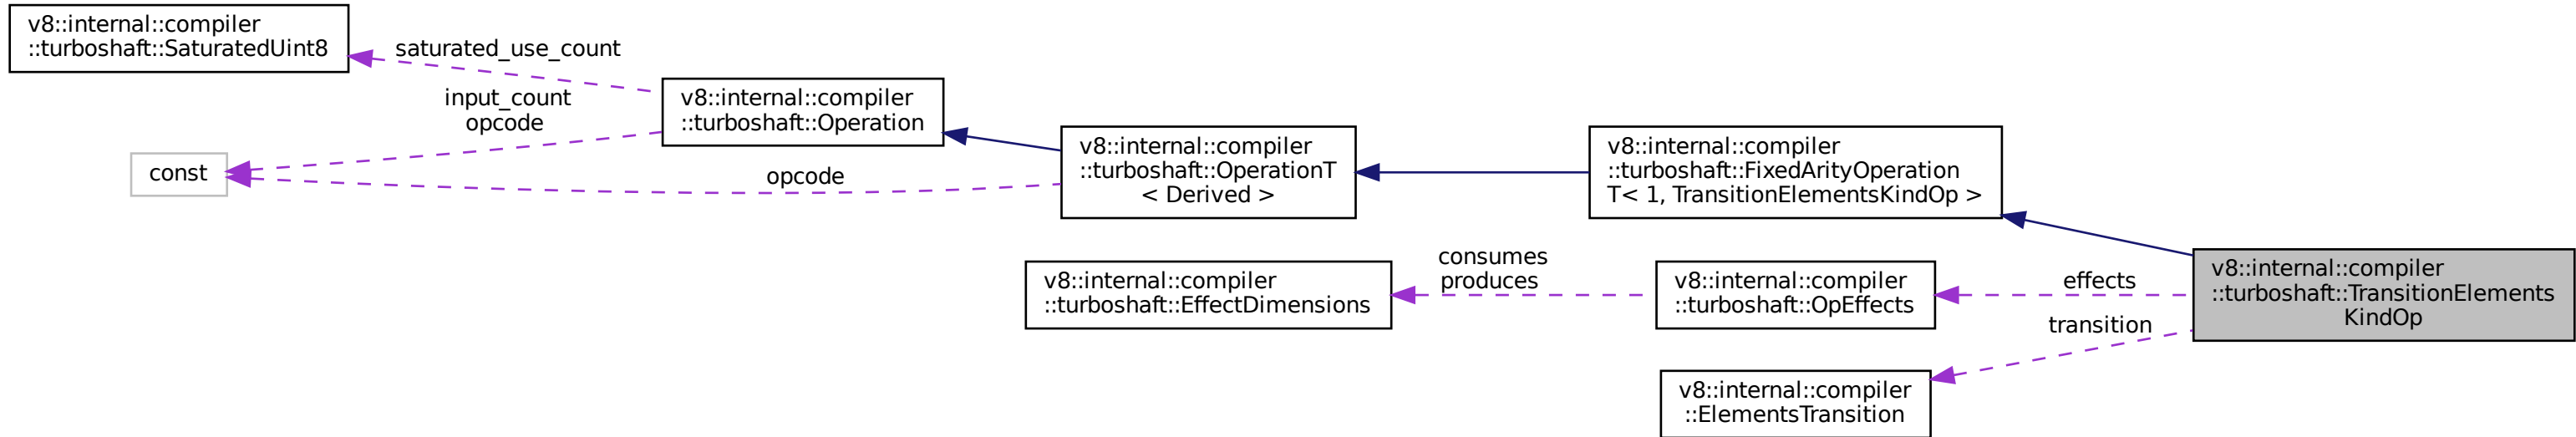 v8::internal::compiler
::turboshaft::SaturatedUint8
saturated_use_count
input_count
opcode
const
v8::internal::compiler
::turboshaft::Operation
opcode
v8::internal::compiler
::turboshaft::OperationT
< Derived >
v8::internal::compiler
::turboshaft::FixedArityOperation
T< 1, TransitionElementsKindOp >
v8::internal::compiler
::turboshaft::EffectDimensions
consumes
produces
v8::internal::compiler
::turboshaft::OpEffects
effects
transition
v8::internal::compiler
::turboshaft::TransitionElements
KindOp
v8::internal::compiler
::ElementsTransition